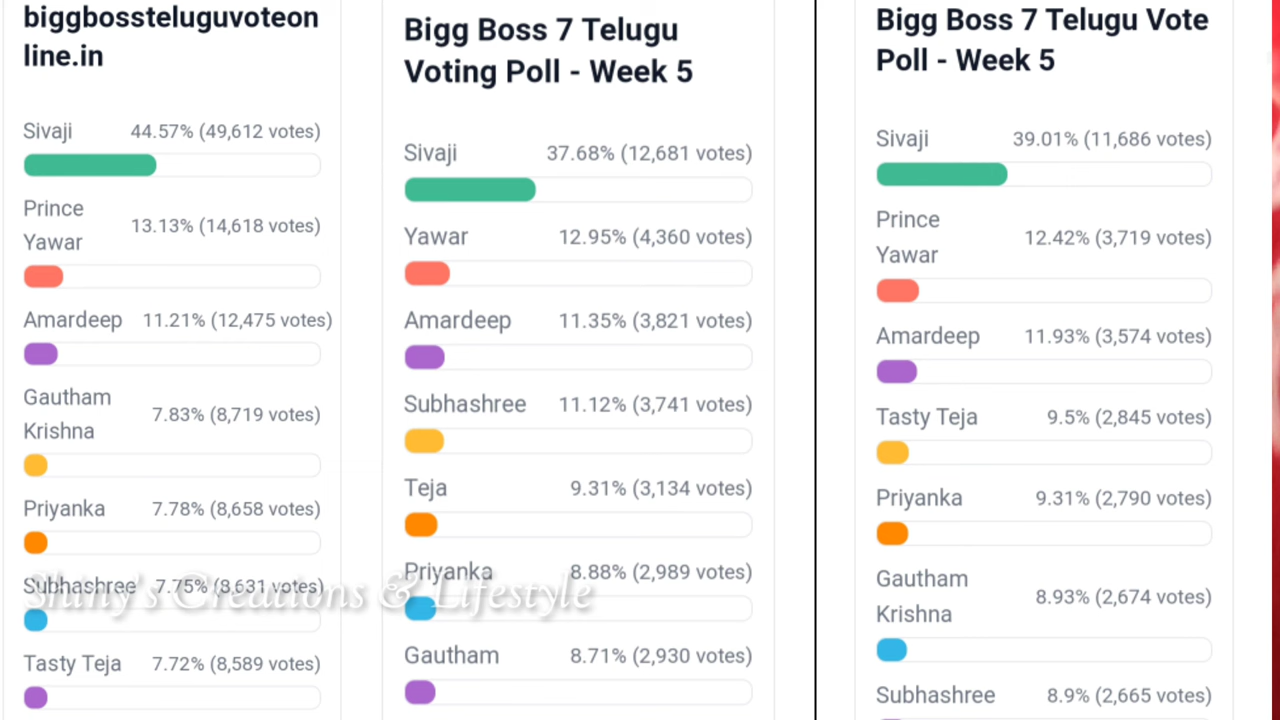 biggbossteluguvoteon
line.in
Sivaji 44.57% (49,612 votes)
Prince
Yawar 13.13% (14,618 votes)
Amardeep 11.21% (12,475 votes)
Gautham
Krishna 7.83% (8,719 votes)
Priyanka 7.78% (8,658 votes)
Subhashree 7.75% (8,631 votes)
Tasty Teja 7.72% (8,589 votes)
Bigg Boss 7 Telugu
Voting Poll - Week 5
Sivaji 37.68% (12,681 votes)
Yawar 12.95% (4,360 votes)
Amardeep 11.35% (3,821 votes)
Subhashree 11.12% (3,741 votes)
Teja 9.31% (3,134 votes)
Priyanka 8.88% (2,989 votes)
Gautham 8.71% (2,930 votes)
Bigg Boss 7 Telugu Vote
Poll - Week 5
Sivaji 39.01% (11,686 votes)
Prince
Yawar 12.42% (3,719 votes)
Amardeep 11.93% (3,574 votes)
Tasty Teja 9.5% (2,845 votes)
Priyanka 9.31% (2,790 votes)
Gautham
Krishna 8.93% (2,674 votes)
Subhashree 8.9% (2,665 votes)
Shiny's Creations & Lifestyle